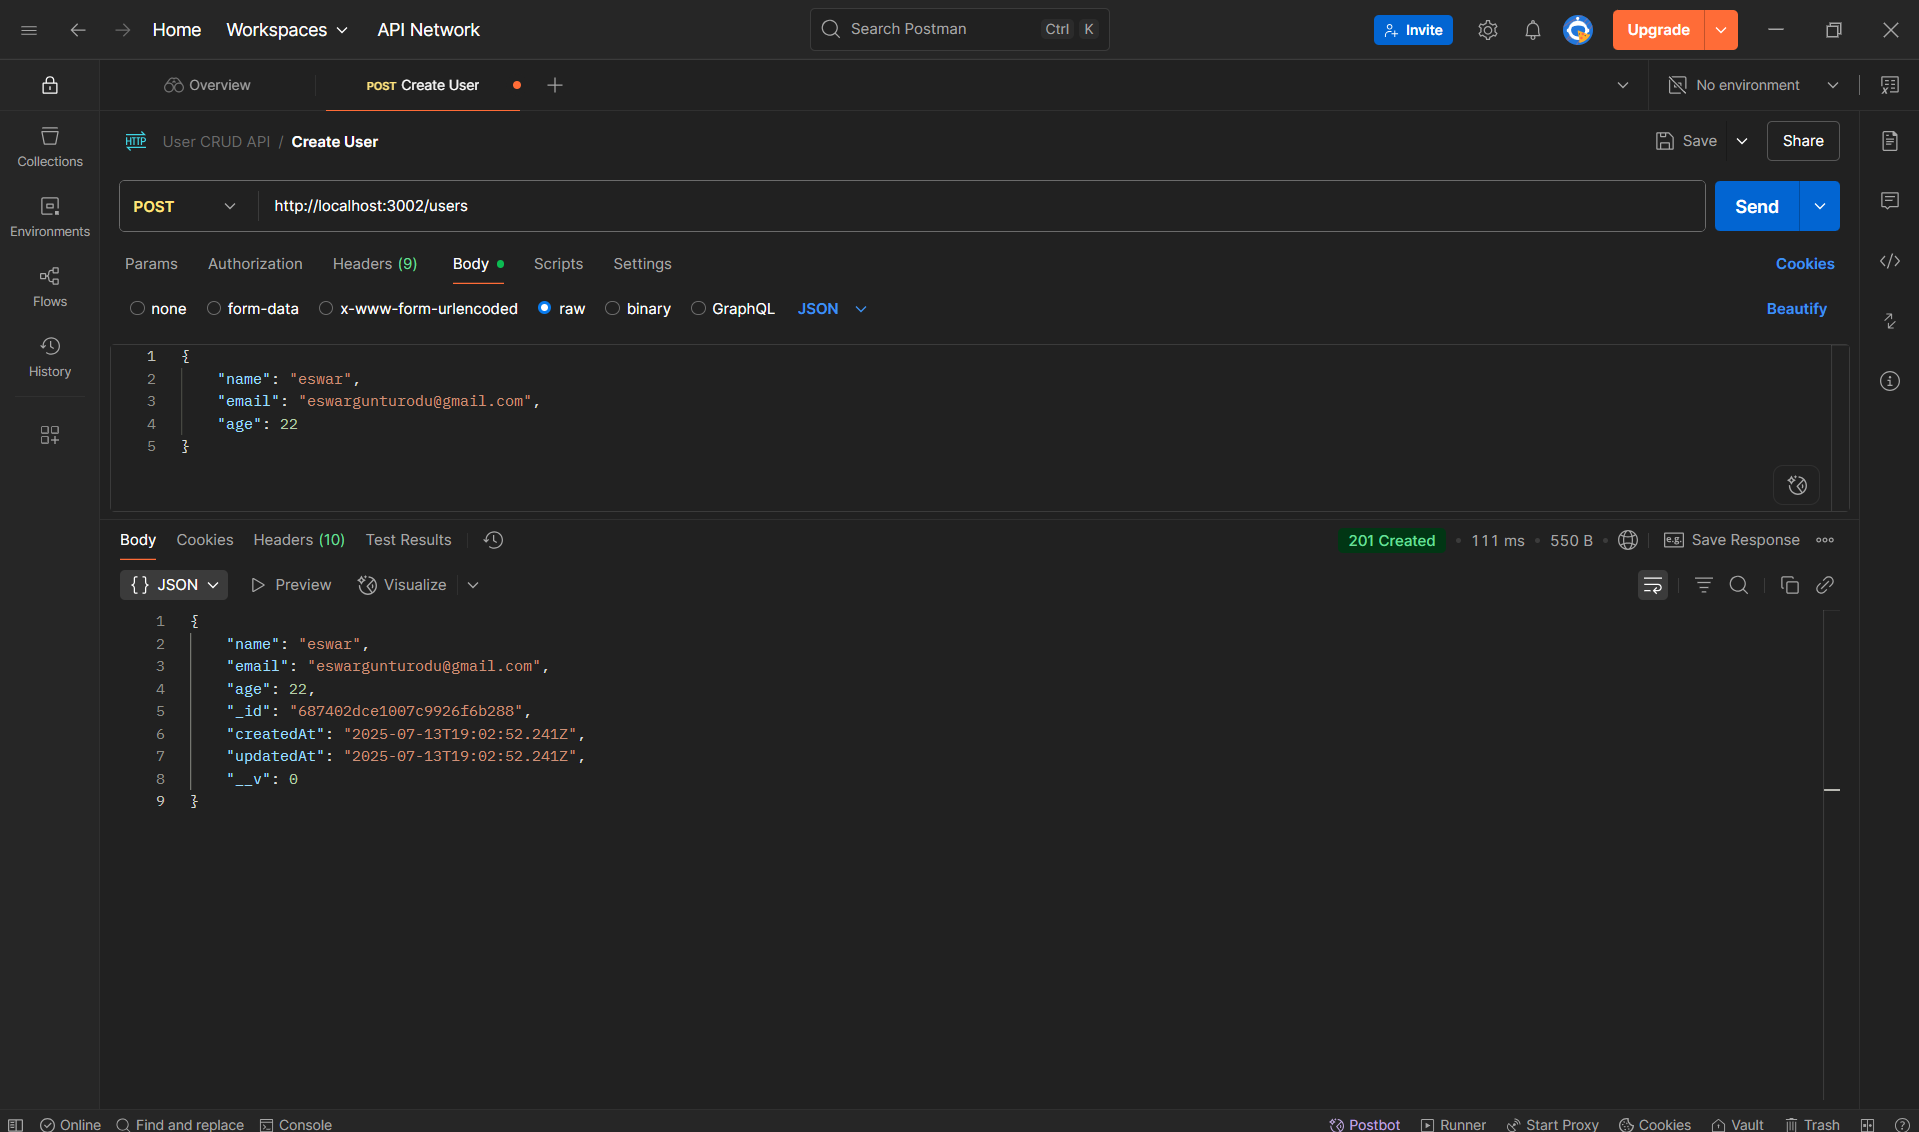 Home Workspaces API Network Search Postman Ctrl K Invite Upgrade
Overview POST Create User No environment
HTTP User CRUD API / Create User Save Share
Collections
Environments
Flows
History
POST http://localhost:3002/users Send
Params Authorization Headers (9) Body Scripts Settings Cookies
none form-data x-www-form-urlencoded raw binary GraphQL JSON Beautify
1 {
2 "name": "eswar",
3 "email": "eswargunturodu@gmail.com",
4 "age": 22
5 }
Body Cookies Headers (10) Test Results 201 Created • 111 ms • 550 B • e.g. Save Response
{} JSON Preview Visualize
1 {
2 "name": "eswar",
3 "email": "eswargunturodu@gmail.com",
4 "age": 22,
5 "_id": "687402dce1007c9926f6b288",
6 "createdAt": "2025-07-13T19:02:52.241Z",
7 "updatedAt": "2025-07-13T19:02:52.241Z",
8 "__v": 0
9 }
Online Find and replace Console Postbot Runner Start Proxy Cookies Vault Trash